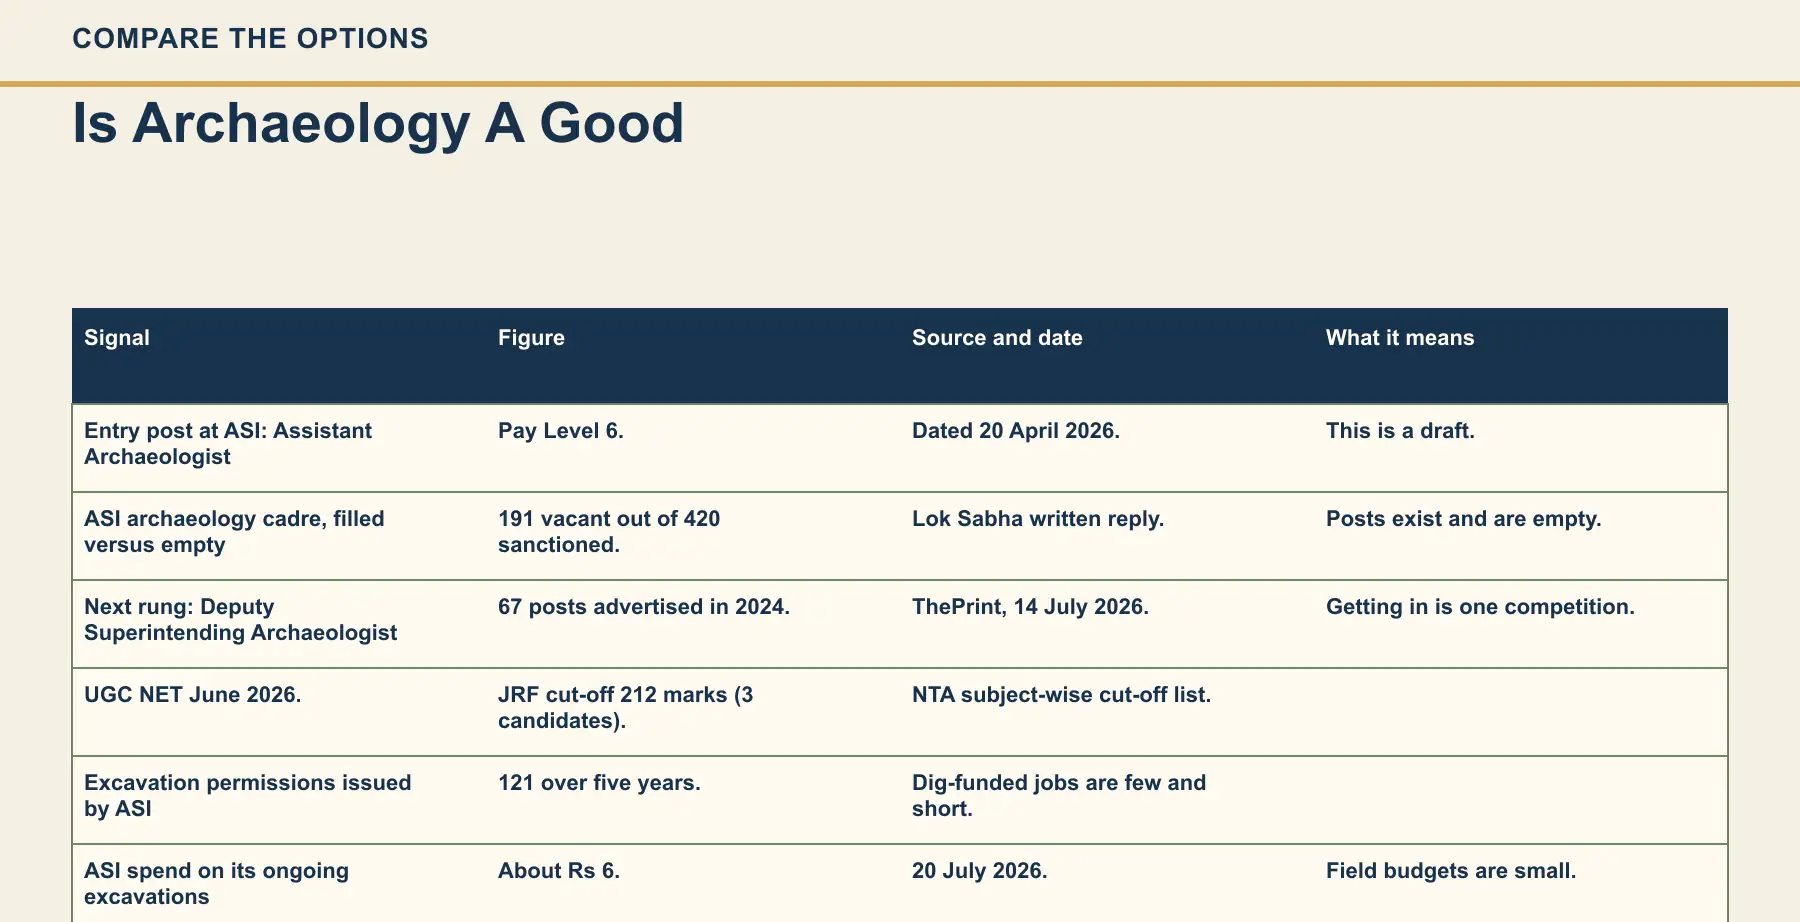 COMPARE THE OPTIONS
Is Archaeology A Good
Signal
Figure
Source and date
What it means
Entry post at ASI: Assistant
Archaeologist
Pay Level 6.
Dated 20 April 2026.
This is a draft.
ASI archaeology cadre, filled
versus empty
191 vacant out of 420
sanctioned.
Lok Sabha written reply.
Posts exist and are empty.
Next rung: Deputy
Superintending Archaeologist
67 posts advertised in 2024.
ThePrint, 14 July 2026.
Getting in is one competition.
UGC NET June 2026.
JRF cut-off 212 marks (3
candidates).
NTA subject-wise cut-off list.
Excavation permissions issued
by ASI
121 over five years.
Dig-funded jobs are few and
short.
ASI spend on its ongoing
excavations
About Rs 6.
20 July 2026.
Field budgets are small.